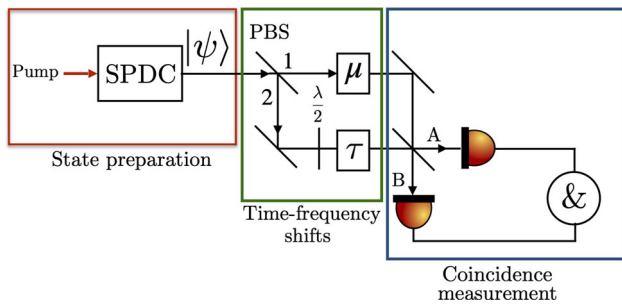 Pump
SPDC
|ψ⟩
State preparation
PBS
1
μ
2
λ/2
τ
Time-frequency
shifts
A
B
&
Coincidence
measurement